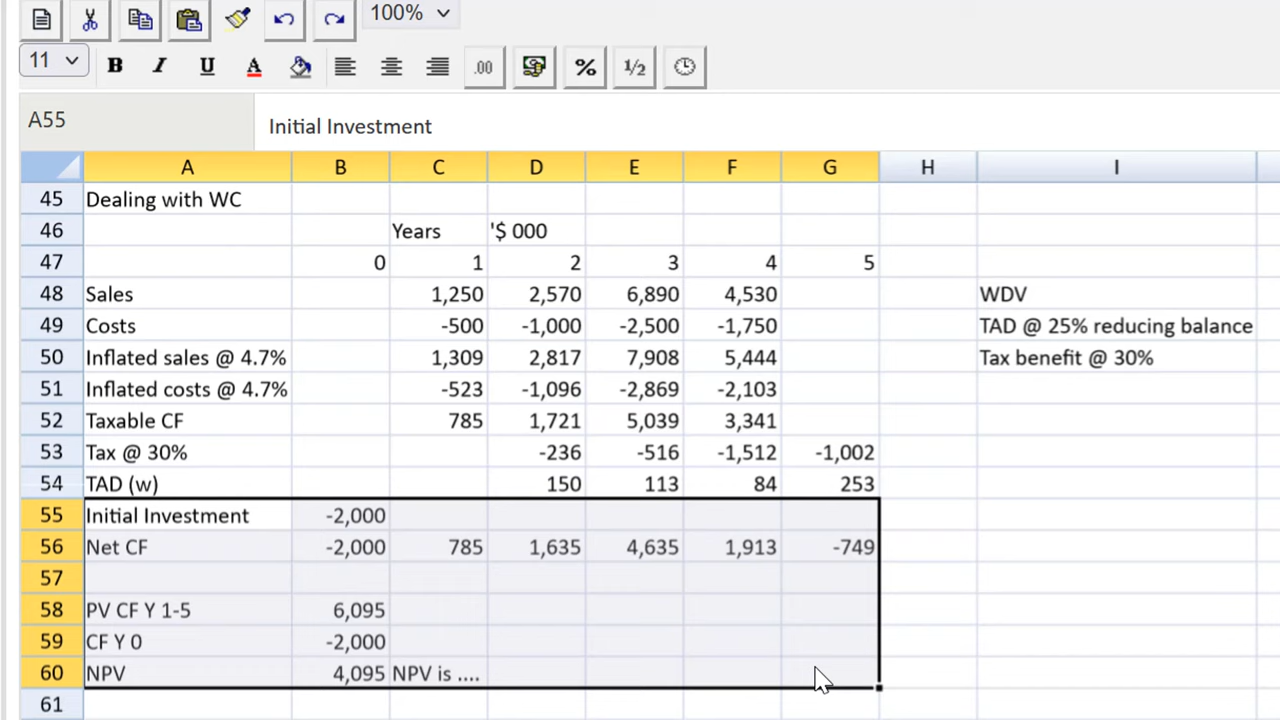 100%
11 B I U A .00 % 1/2
A55 Initial Investment
A B C D E F G H I
45 Dealing with WC
46 Years '$ 000
47 0 1 2 3 4 5
48 Sales 1,250 2,570 6,890 4,530 WDV
49 Costs -500 -1,000 -2,500 -1,750 TAD @ 25% reducing balance
50 Inflated sales @ 4.7% 1,309 2,817 7,908 5,444 Tax benefit @ 30%
51 Inflated costs @ 4.7% -523 -1,096 -2,869 -2,103
52 Taxable CF 785 1,721 5,039 3,341
53 Tax @ 30% -236 -516 -1,512 -1,002
54 TAD (w) 150 113 84 253
55 Initial Investment -2,000
56 Net CF -2,000 785 1,635 4,635 1,913 -749
57
58 PV CF Y 1-5 6,095
59 CF Y 0 -2,000
60 NPV 4,095 NPV is ....
61